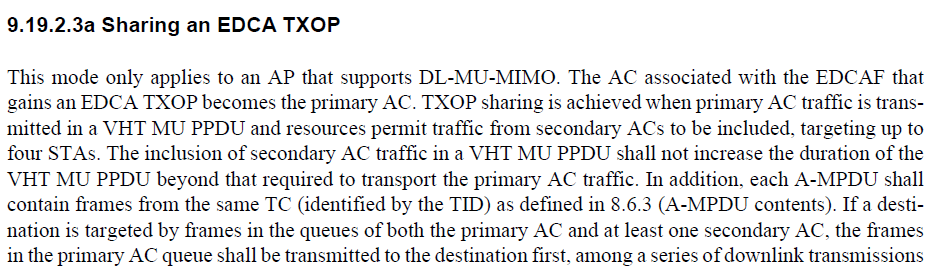 9.19.2.3a Sharing an EDCA TXOP
This mode only applies to an AP that supports DL-MU-MIMO. The AC associated with the EDCAF that
gains an EDCA TXOP becomes the primary AC. TXOP sharing is achieved when primary AC traffic is trans-
mitted in a VHT MU PPDU and resources permit traffic from secondary ACs to be included, targeting up to
four STAs. The inclusion of secondary AC traffic in a VHT MU PPDU shall not increase the duration of the
VHT MU PPDU beyond that required to transport the primary AC traffic. In addition, each A-MPDU shall
contain frames from the same TC (identified by the TID) as defined in 8.6.3 (A-MPDU contents). If a desti-
nation is targeted by frames in the queues of both the primary AC and at least one secondary AC, the frames
in the primary AC queue shall be transmitted to the destination first, among a series of downlink transmissions